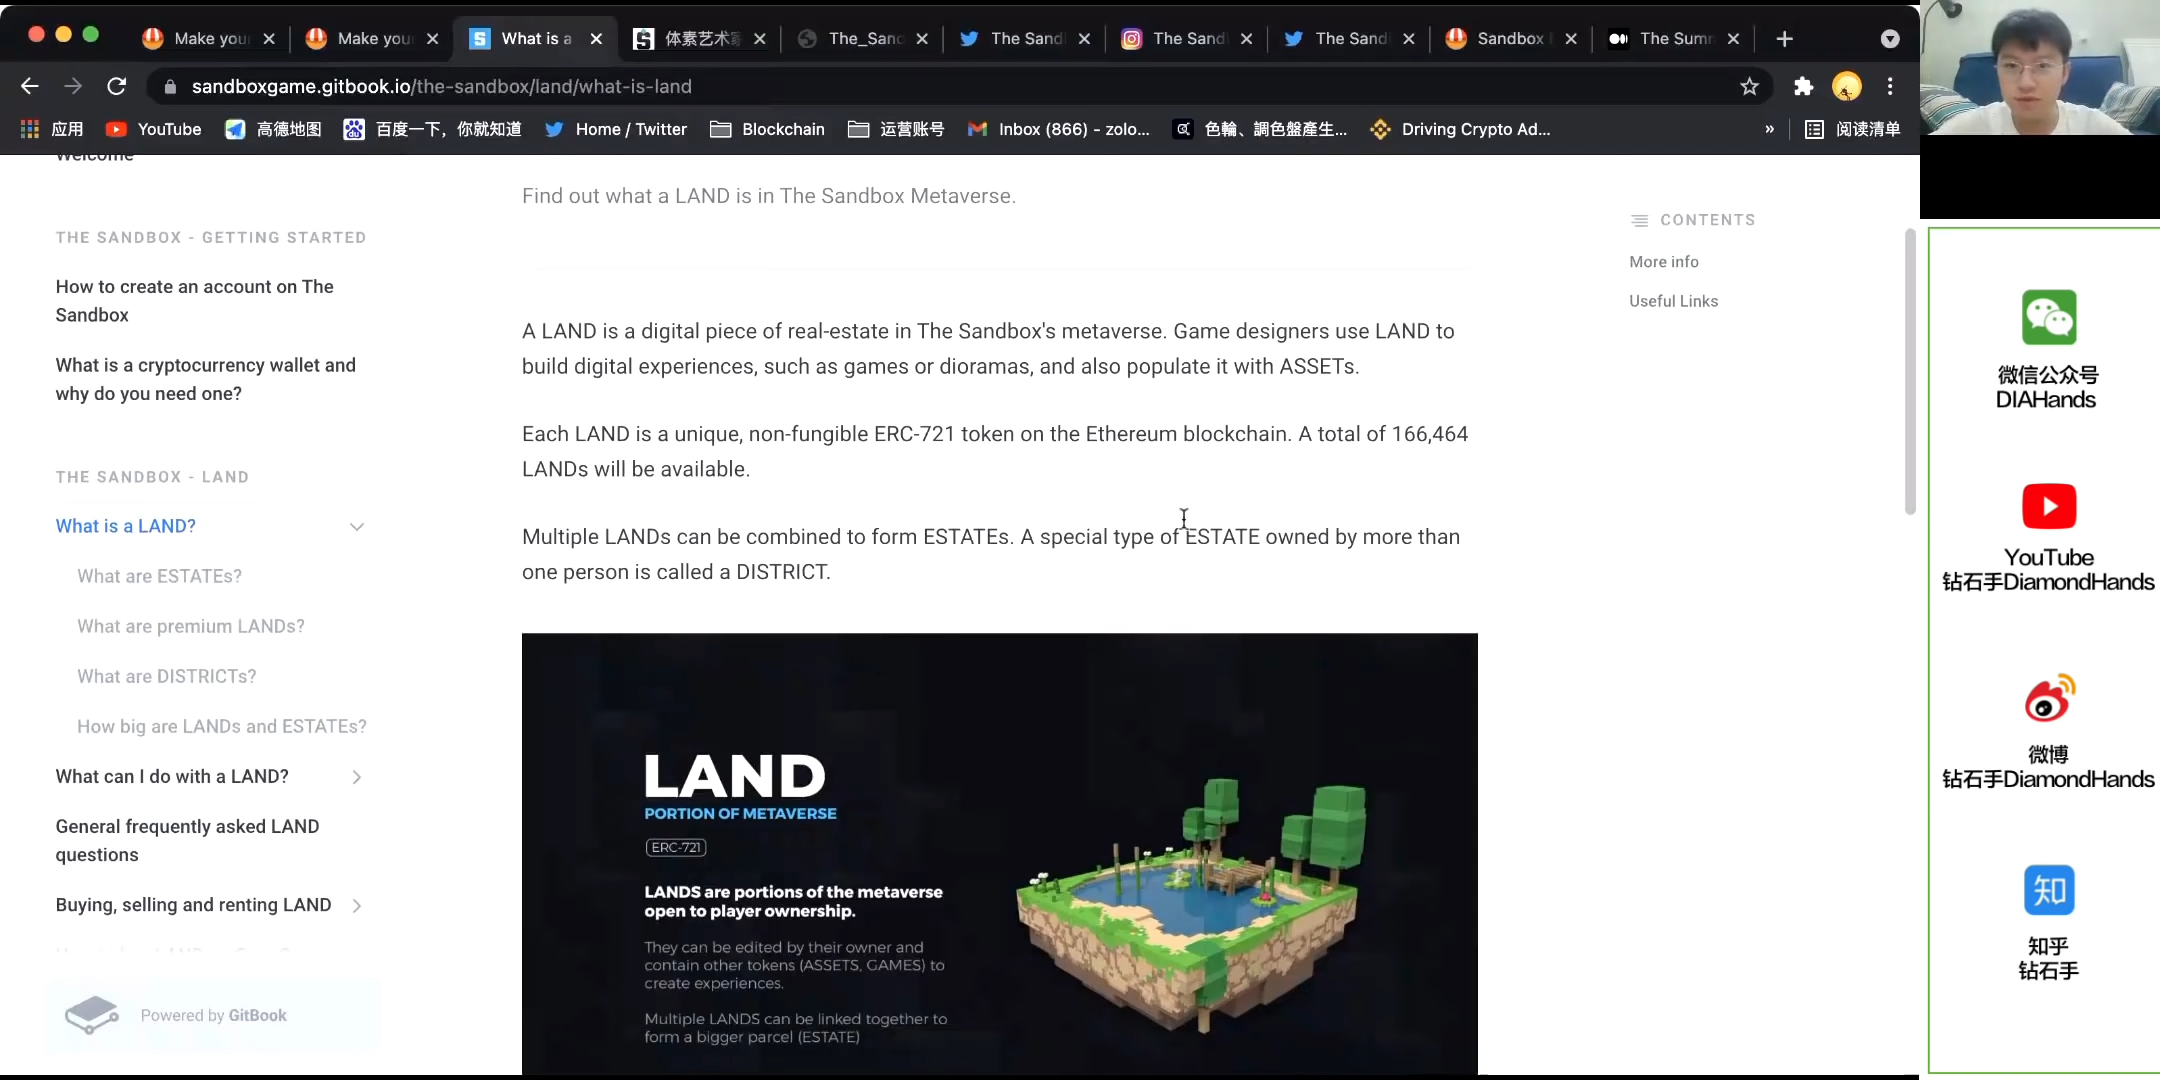 Make you
Make you
What is a
体素艺术
The_San
The Sand
The Sand
The Sand
Sandbox
The Sum
sandboxgame.gitbook.io/the-sandbox/land/what-is-land
应用
YouTube
高德地图
百度一下，你就知道
Home / Twitter
Blockchain
运营账号
Inbox (866) - zolo...
色輪、調色盤產生...
Driving Crypto Ad...
»
阅读清单
Welcome
THE SANDBOX - GETTING STARTED
How to create an account on The
Sandbox
What is a cryptocurrency wallet and
why do you need one?
THE SANDBOX - LAND
What is a LAND?
What are ESTATEs?
What are premium LANDs?
What are DISTRICTs?
How big are LANDs and ESTATEs?
What can I do with a LAND?
General frequently asked LAND
questions
Buying, selling and renting LAND
Powered by GitBook
Find out what a LAND is in The Sandbox Metaverse.
A LAND is a digital piece of real-estate in The Sandbox's metaverse. Game designers use LAND to
build digital experiences, such as games or dioramas, and also populate it with ASSETs.
Each LAND is a unique, non-fungible ERC-721 token on the Ethereum blockchain. A total of 166,464
LANDs will be available.
Multiple LANDs can be combined to form ESTATEs. A special type of ESTATE owned by more than
one person is called a DISTRICT.
LAND
PORTION OF METAVERSE
ERC-721
LANDS are portions of the metaverse
open to player ownership.
They can be edited by their owner and
contain other tokens (ASSETS, GAMES) to
create experiences.
Multiple LANDS can be linked together to
form a bigger parcel (ESTATE)
CONTENTS
More info
Useful Links
微信公众号
DIAHands
YouTube
钻石手DiamondHands
微博
钻石手DiamondHands
知
知乎
钻石手